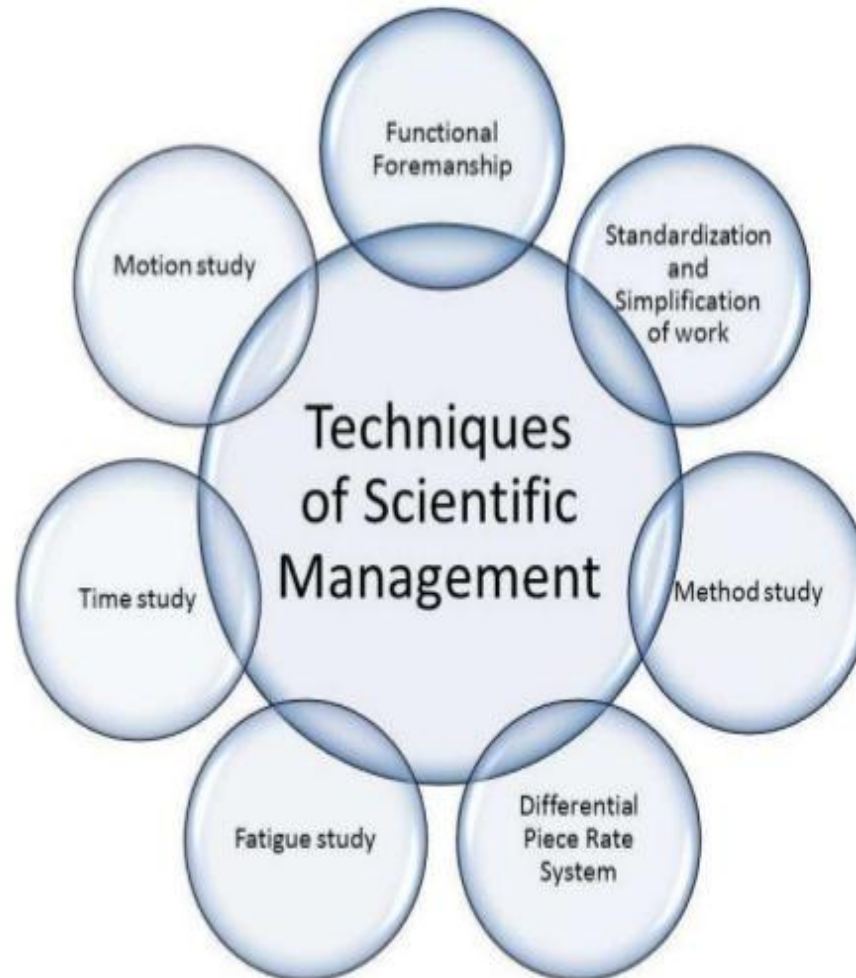 Functional
Foremanship
Standardization
and
Simplification
of work
Method study
Differential
Piece Rate
System
Fatigue study
Time study
Motion study
Techniques
of Scientific
Management